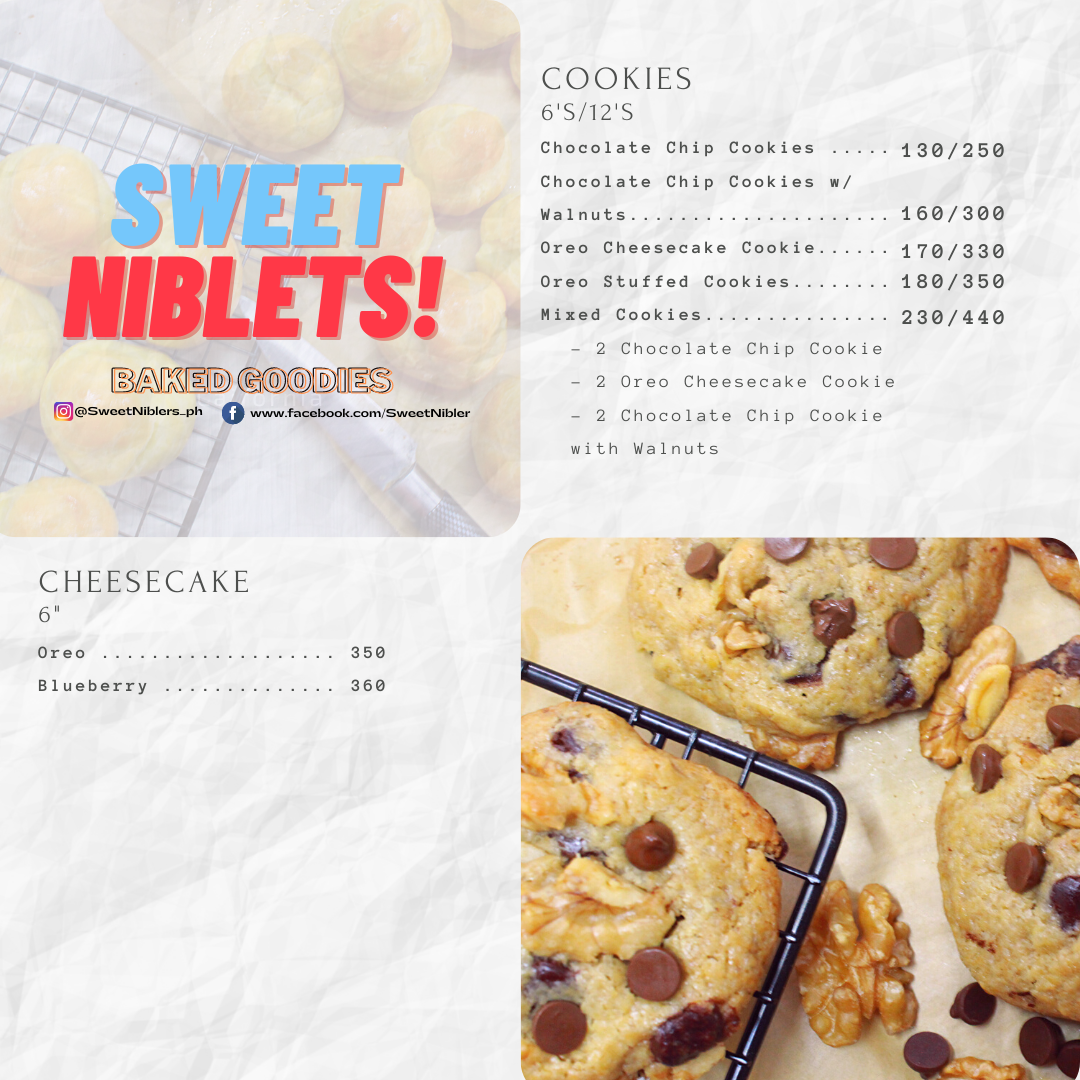 SWEET
NIBLETS!
BAKED GOODIES
@SweetNiblers_ph www.facebook.com/SweetNibler
COOKIES
6'S/12'S
Chocolate Chip Cookies ..... 130/250
Chocolate Chip Cookies w/
Walnuts..................... 160/300
Oreo Cheesecake Cookie...... 170/330
Oreo Stuffed Cookies........ 180/350
Mixed Cookies............... 230/440
- 2 Chocolate Chip Cookie
- 2 Oreo Cheesecake Cookie
- 2 Chocolate Chip Cookie
with Walnuts
CHEESECAKE
6"
Oreo ................... 350
Blueberry .............. 360